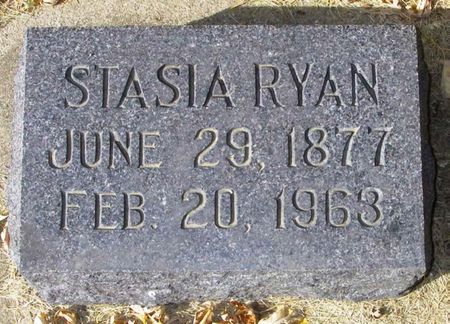 STASIA RYAN
JUNE 29, 1877
FEB. 20, 1963